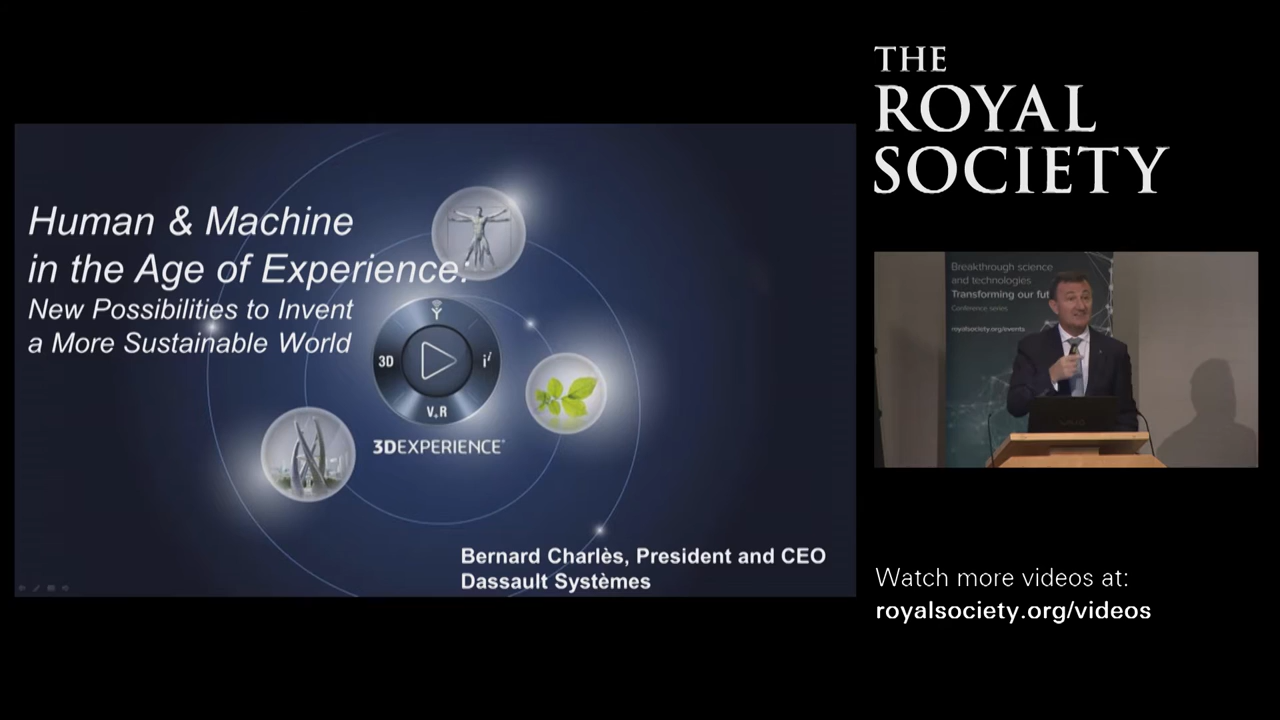 Human & Machine
in the Age of Experience:
New Possibilities to Invent
a More Sustainable World
3D
i
V+R
3DEXPERIENCE
Bernard Charlès, President and CEO
Dassault Systèmes
THE
ROYAL
SOCIETY
Breakthrough science
and technologies
Transforming our fut
Conference series
royalsociety.org/events
Watch more videos at:
royalsociety.org/videos